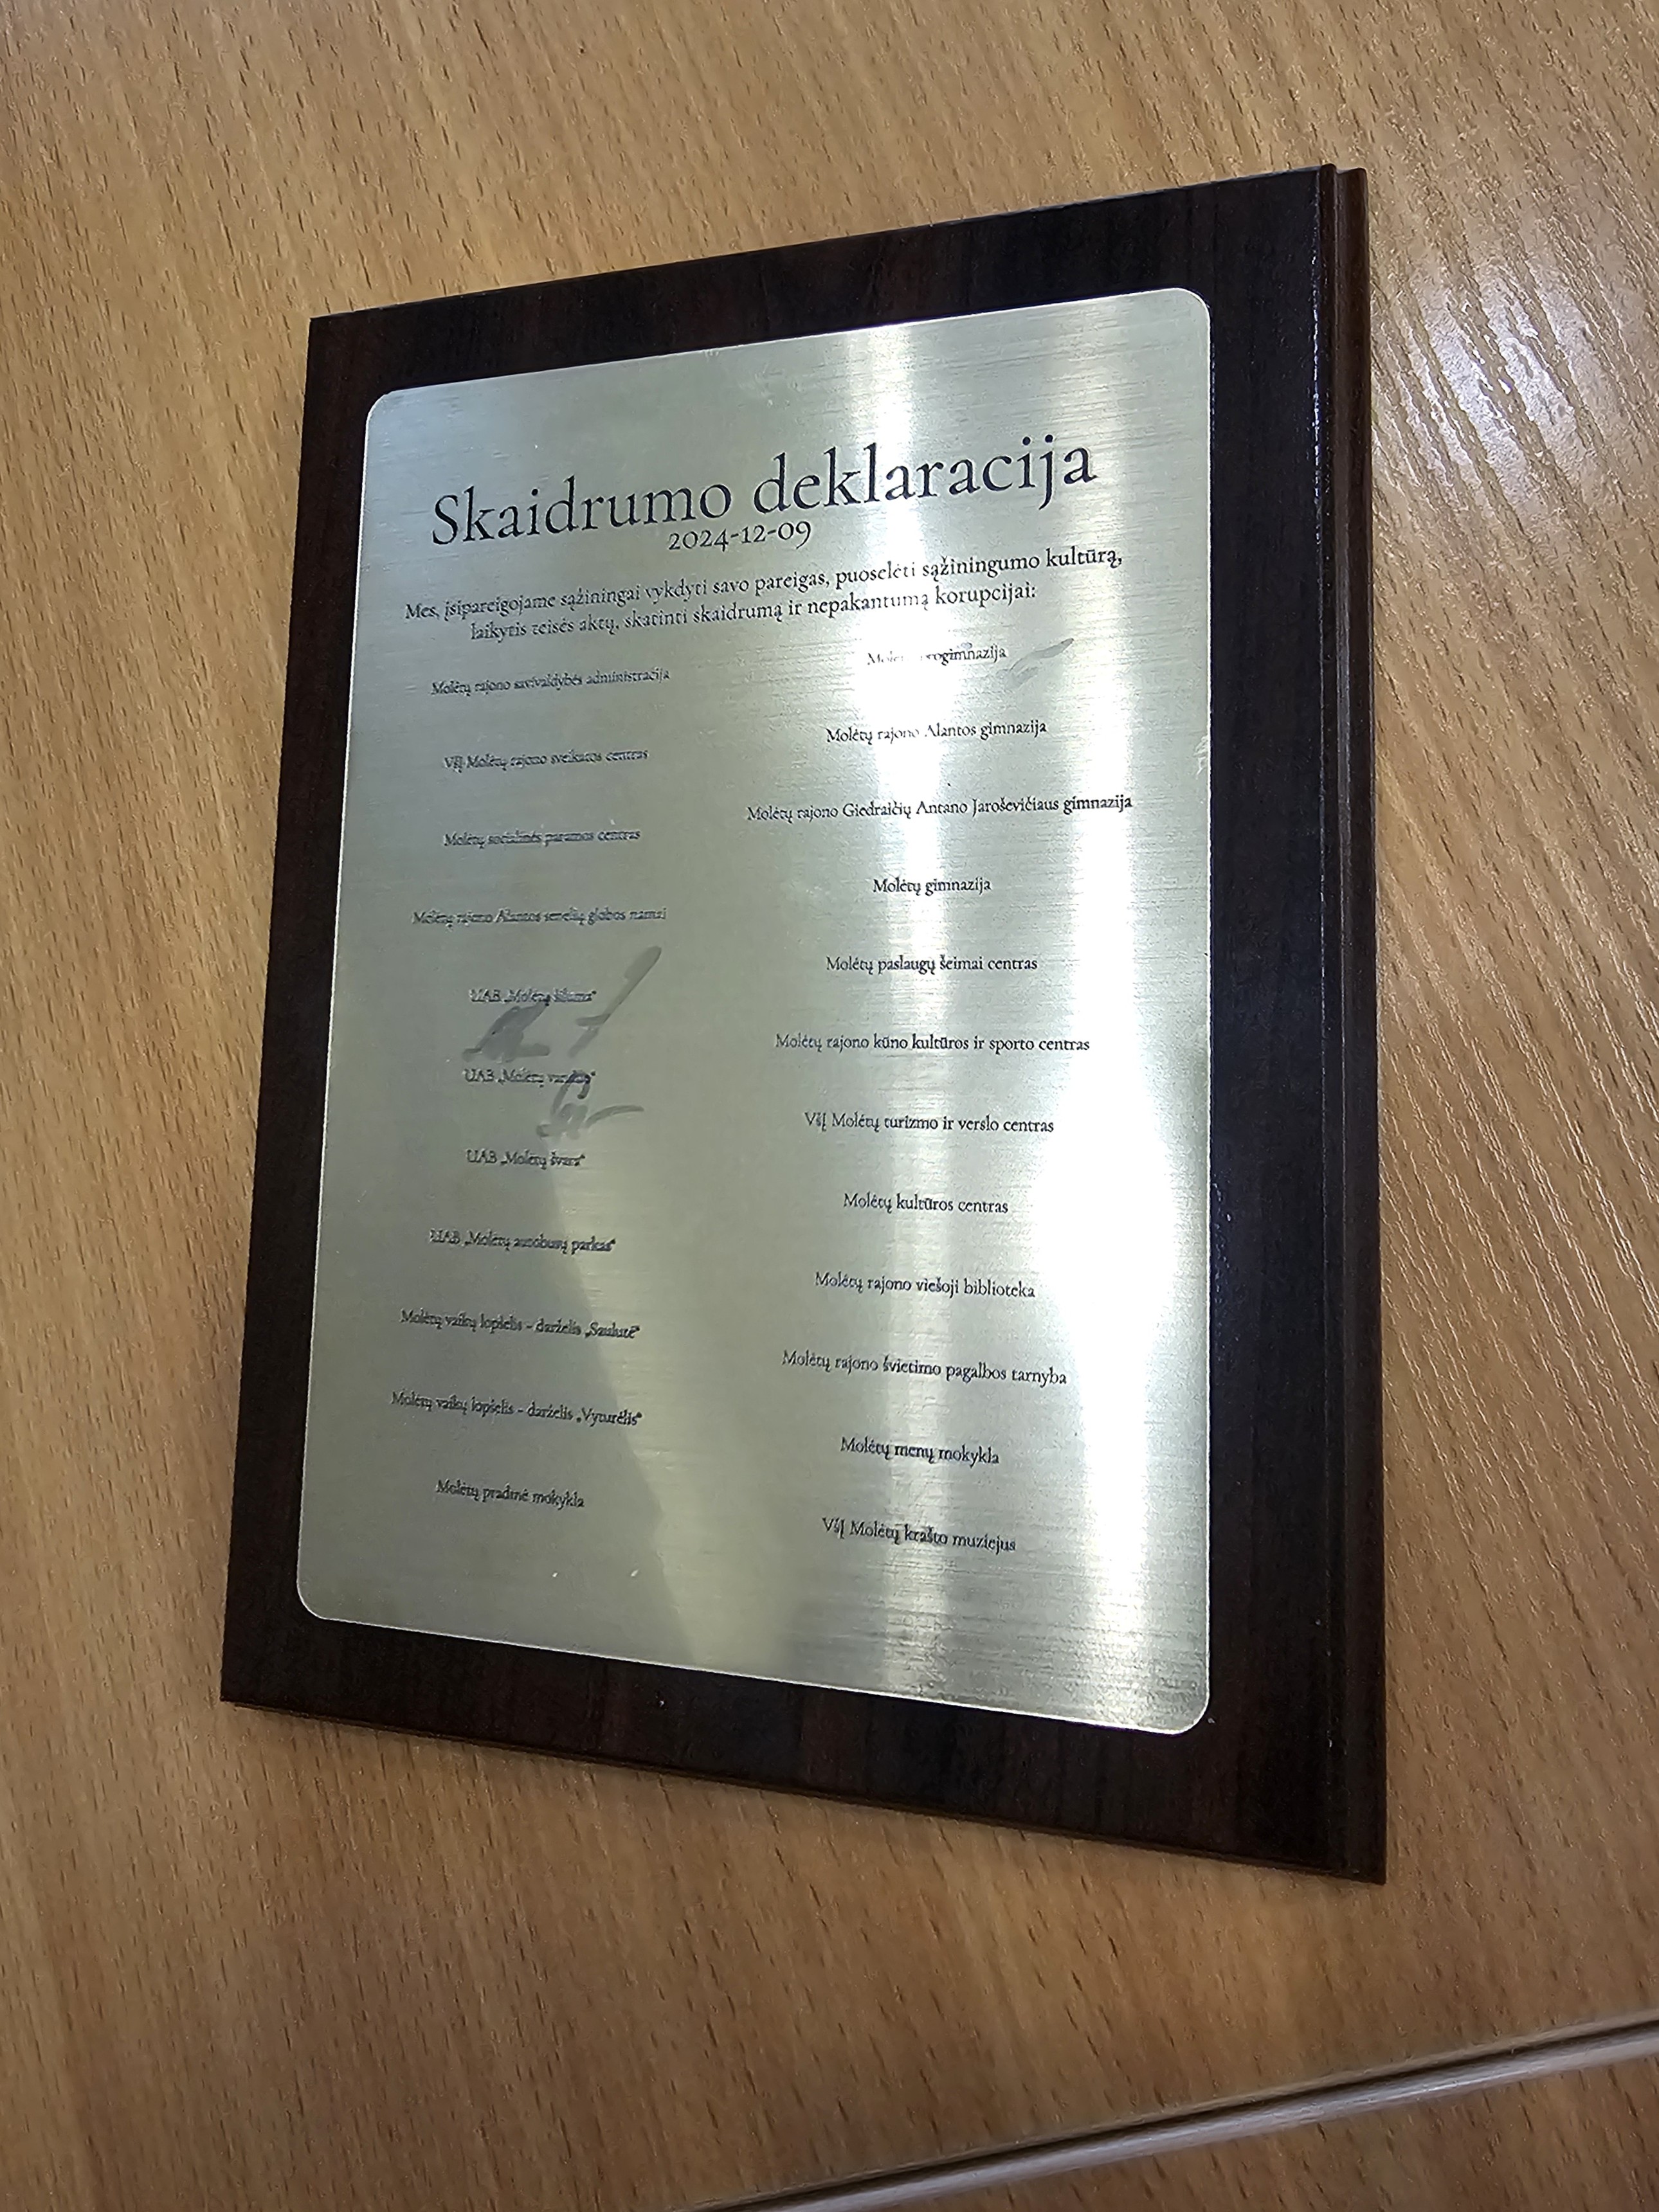 Skaidrumo deklaracija
2024-12-09
Mes, įsipareigojame sąžiningai vykdyti savo pareigas, puoselėti sąžiningumo kultūrą,
laikytis teisės aktų, skatinti skaidrumą ir nepakantumą korupcijai:
Molėtų rajono savivaldybės administracija
VšĮ Molėtų rajono sveikatos centras
Molėtų socialinės paramos centras
Molėtų rajono Alantos senelių globos namai
UAB „Molėtų šiluma“
UAB „Molėtų
UAB „Molėtų švara“
UAB „Molėtų autobusų parkas“
Molėtų vaikų lopšelis - darželis „Saulutė“
Molėtų vaikų lopšelis - darželis „Vyturėlis“
Molėtų pradinė mokykla
Molėtų progimnazija
Molėtų rajono Alantos gimnazija
Molėtų rajono Giedraičių Antano Jaroševičiaus gimnazija
Molėtų gimnazija
Molėtų paslaugų šeimai centras
Molėtų rajono kūno kultūros ir sporto centras
VšĮ Molėtų turizmo ir verslo centras
Molėtų kultūros centras
Molėtų rajono viešoji biblioteka
Molėtų rajono švietimo pagalbos tarnyba
Molėtų menų mokykla
VšĮ Molėtų krašto muziejus